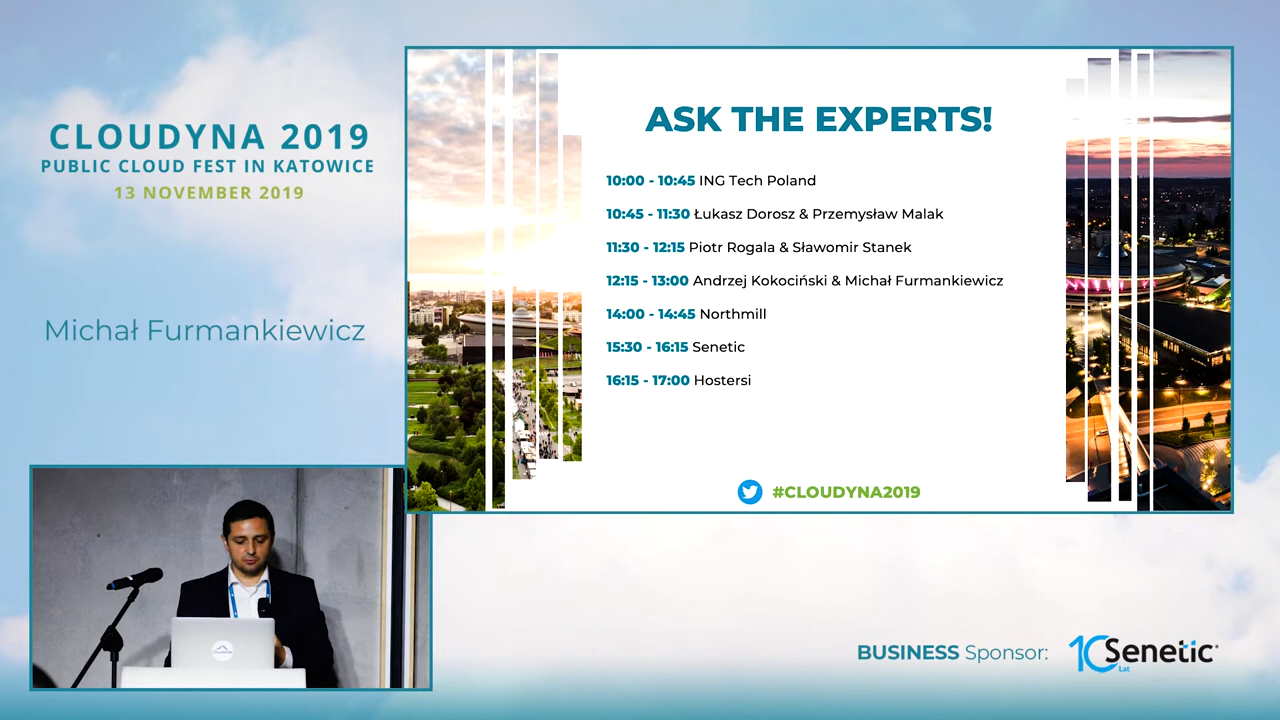 CLOUDYNA 2019
PUBLIC CLOUD FEST IN KATOWICE
13 NOVEMBER 2019
Michał Furmankiewicz
ASK THE EXPERTS!
10:00 - 10:45 ING Tech Poland
10:45 - 11:30 Łukasz Dorosz & Przemysław Malak
11:30 - 12:15 Piotr Rogala & Sławomir Stanek
12:15 - 13:00 Andrzej Kokociński & Michał Furmankiewicz
14:00 - 14:45 Northmill
15:30 - 16:15 Senetic
16:15 - 17:00 Hostersi
#CLOUDYNA2019
BUSINESS Sponsor:
10 Lat Senetic